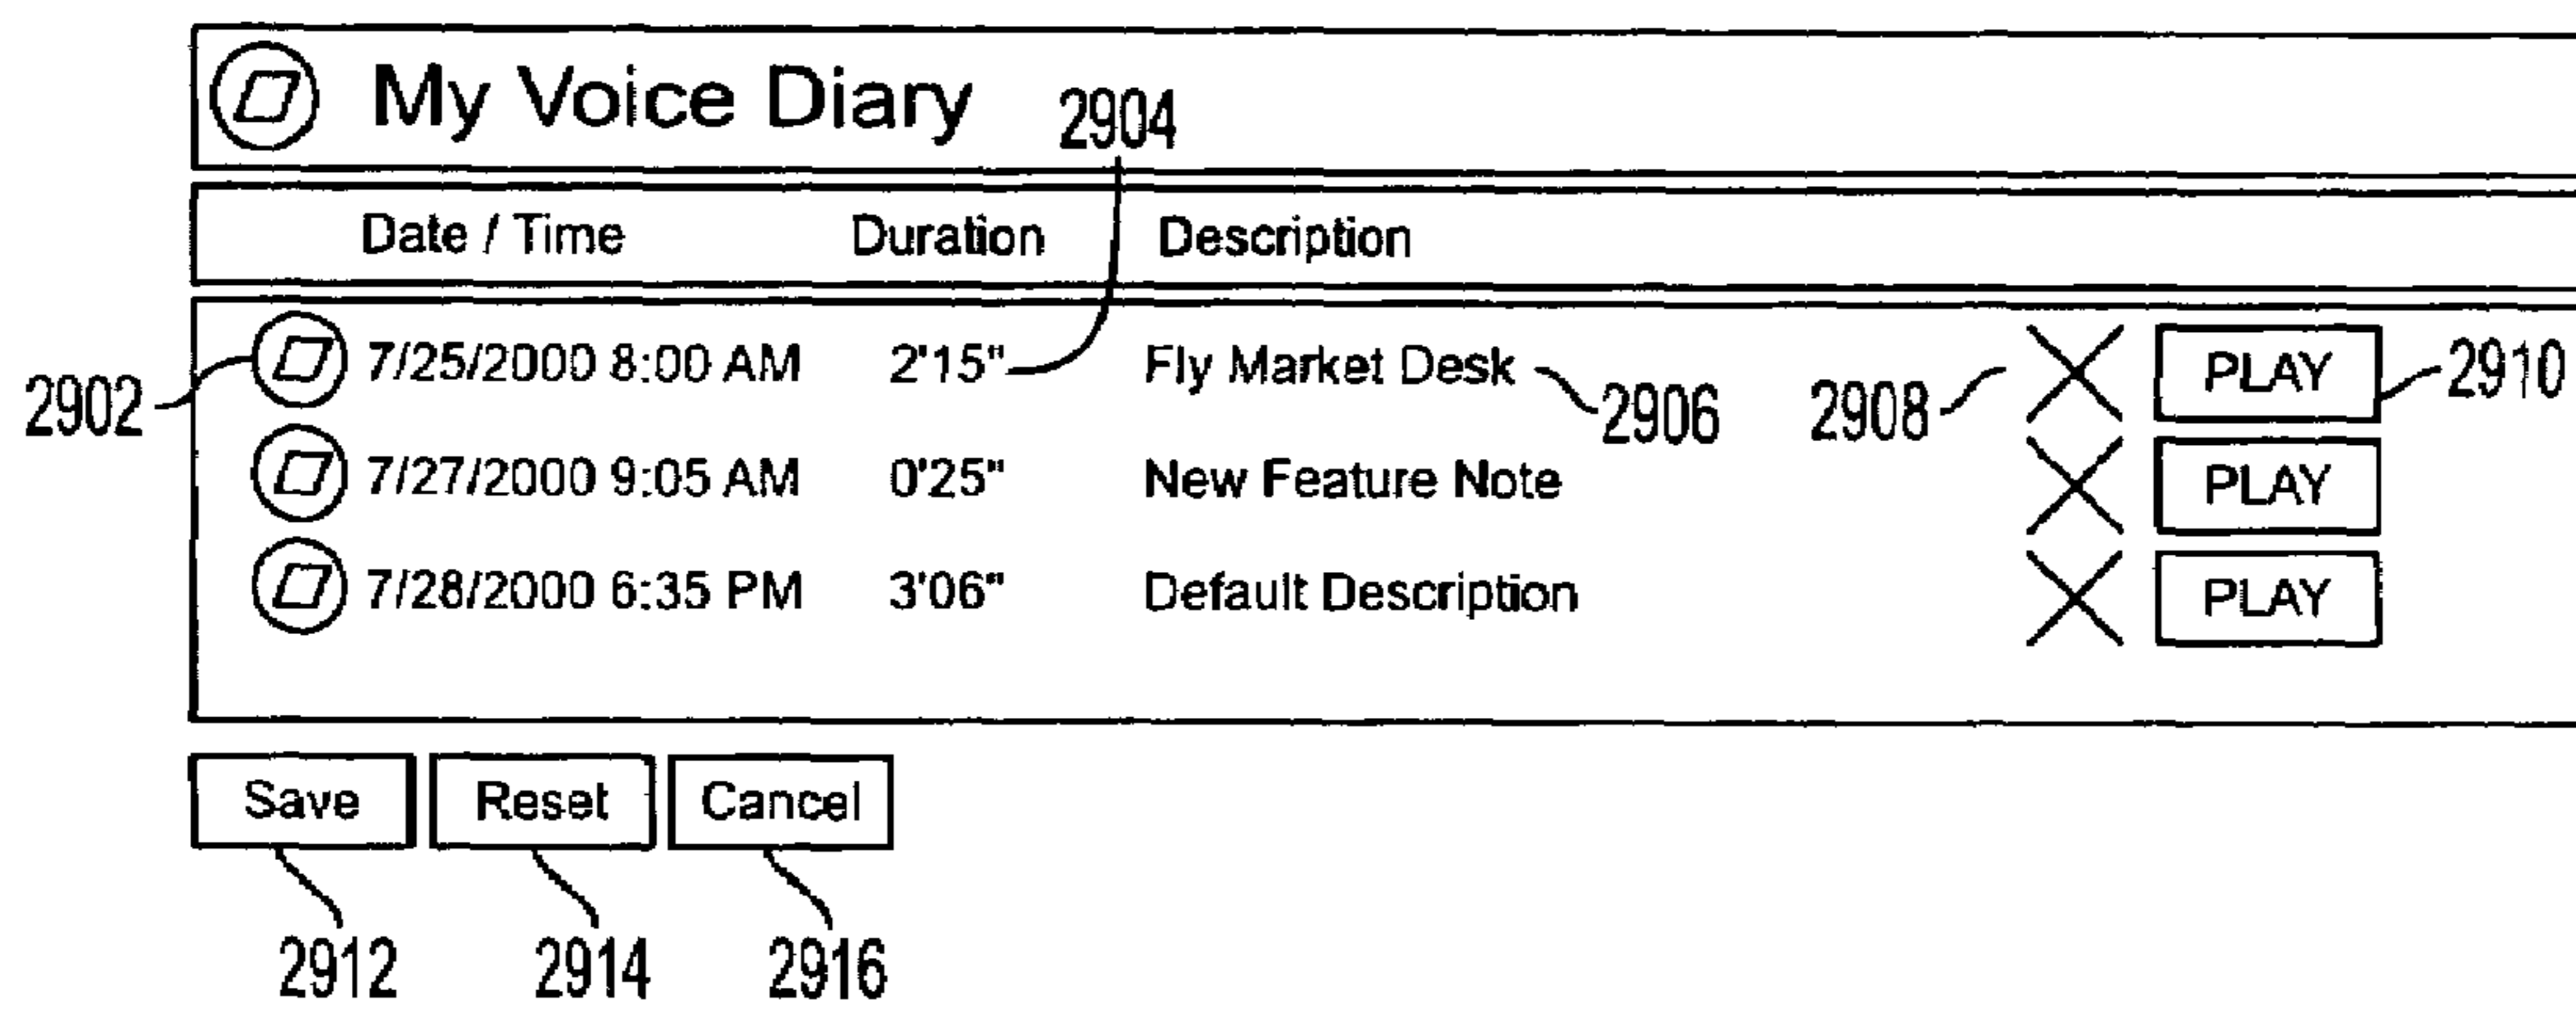 My Voice Diary 2904
Date / Time Duration Description
2902 7/25/2000 8:00 AM 2'15" Fly Market Desk 2906 2908 PLAY 2910
7/27/2000 9:05 AM 0'25" New Feature Note PLAY
7/28/2000 6:35 PM 3'06" Default Description PLAY
Save Reset Cancel
2912 2914 2916